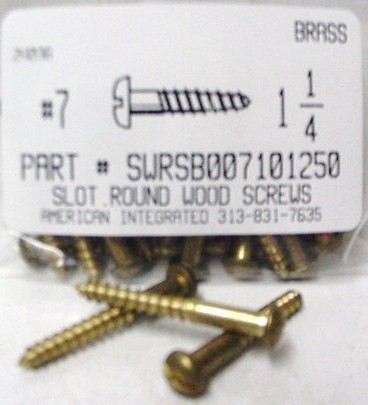 BRASS
#7 1 1/4
PART # SWRSB007101250
SLOT ROUND WOOD SCREWS
AMERICAN INTEGRATED 313-831-7635